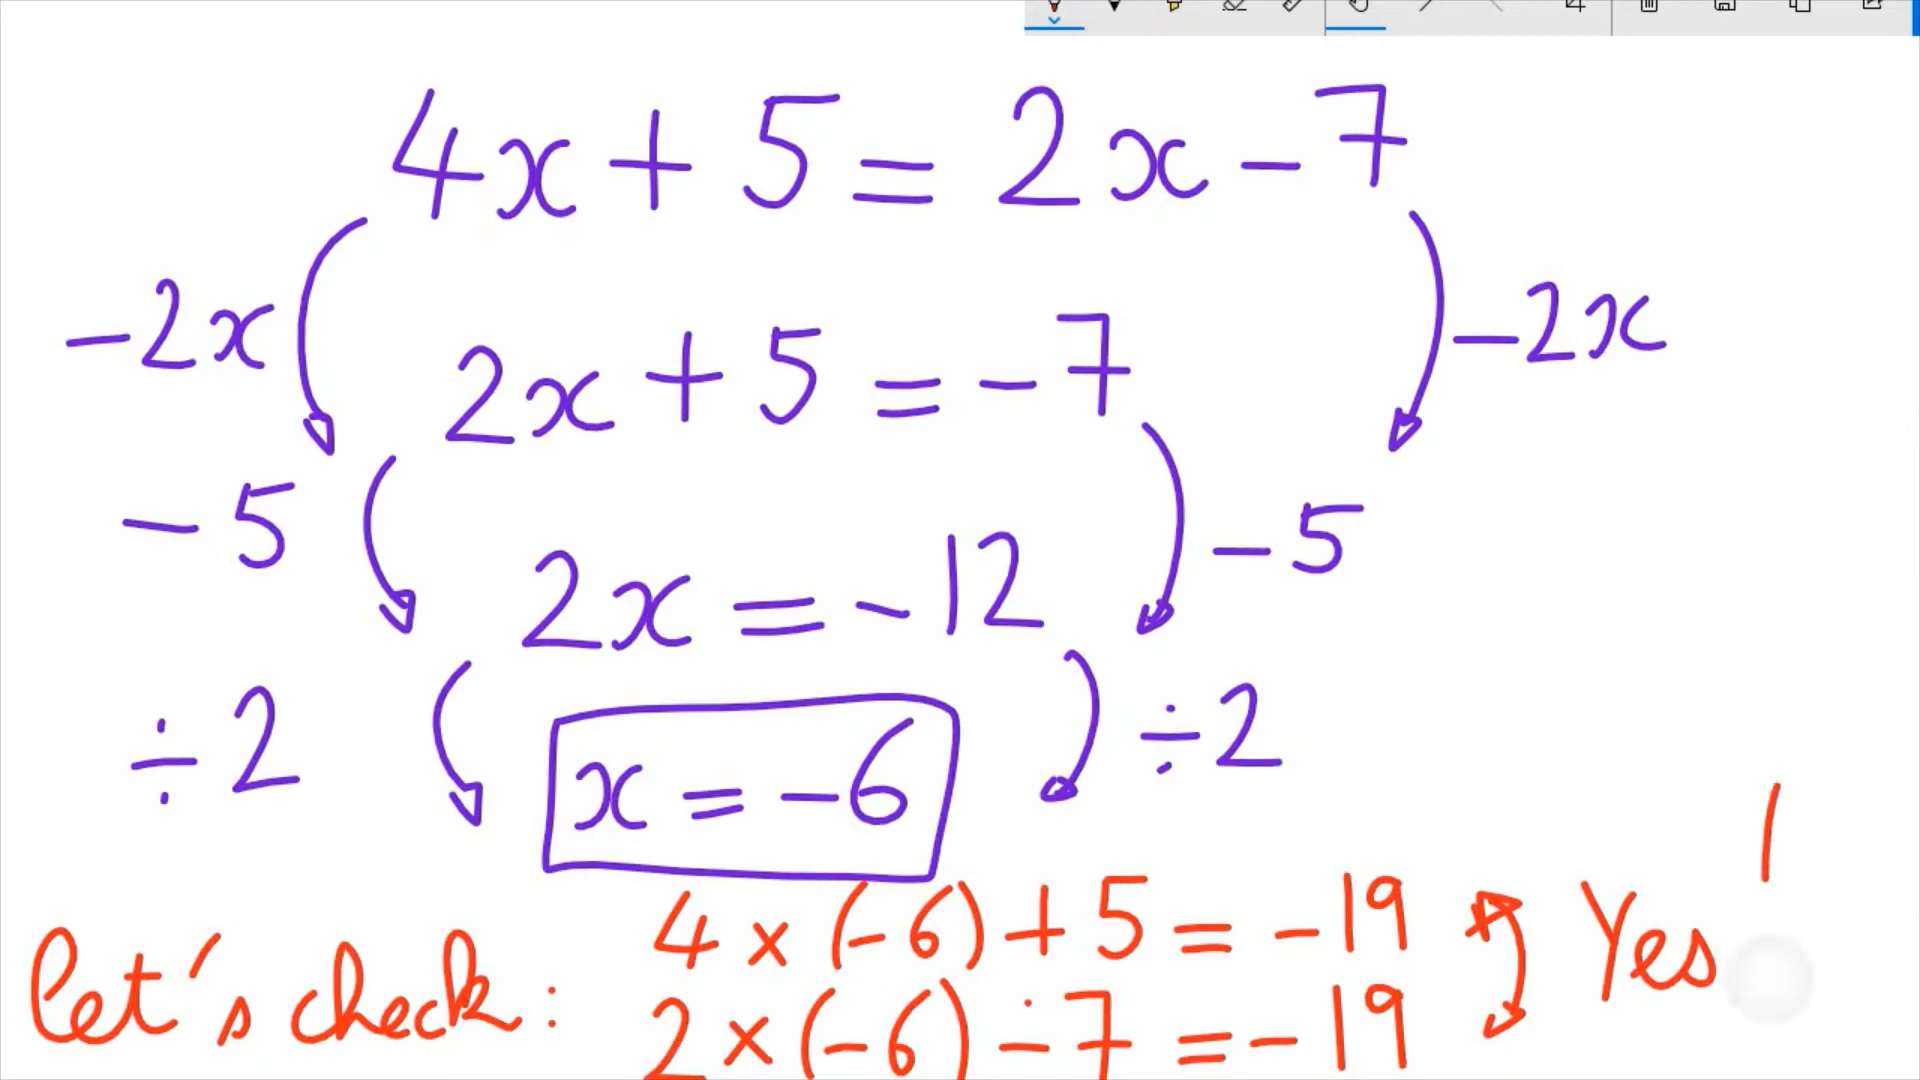 4x + 5 = 2x - 7
-2x
-2x
2x + 5 = -7
- 5
- 5
2x = -12
÷ 2
÷ 2
x = -6
let's check: 4 × (-6) + 5 = -19 Yes
2 × (-6) ÷ 7 = -19